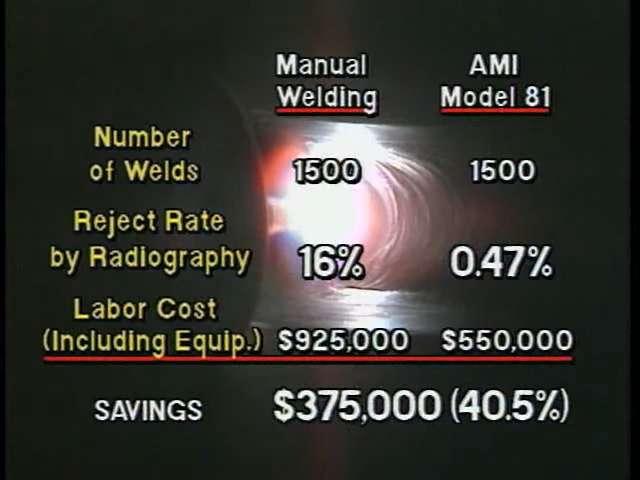 Manual AMI
Welding Model 81
Number
of Welds 1500 1500
Reject Rate
by Radiography 16% 0.47%
Labor Cost
(Including Equip.) $925,000 $550,000
SAVINGS $375,000 (40.5%)